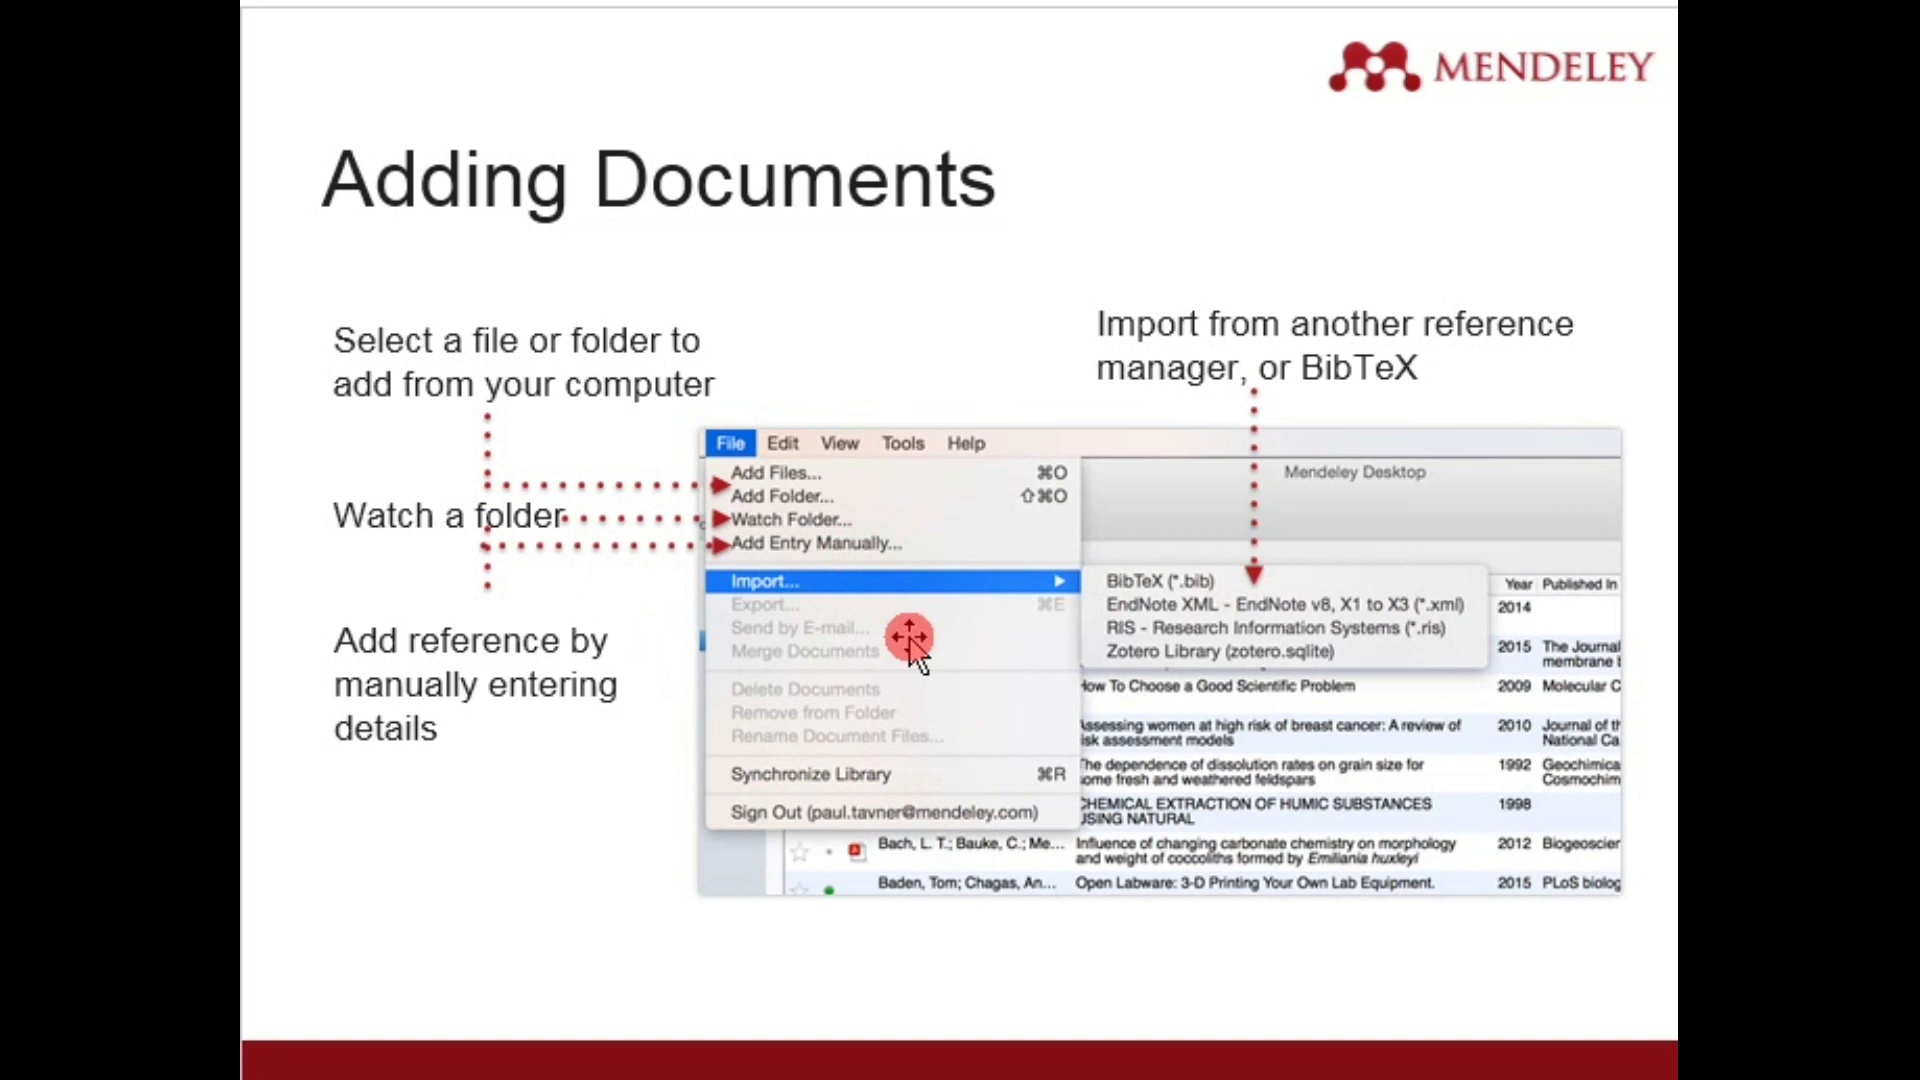 MENDELEY
Adding Documents
Select a file or folder to
add from your computer
Import from another reference
manager, or BibTeX
Watch a folder
Add reference by
manually entering
details
File Edit View Tools Help
Mendeley Desktop
Add Files... ⌘O
Add Folder... ⇧⌘O
Watch Folder...
Add Entry Manually...
Import...
Export... ⌘E
Send by E-mail...
Merge Documents
Delete Documents
Remove from Folder
Rename Document Files...
Synchronize Library ⌘R
Sign Out (paul.tavner@mendeley.com)
BibTeX (*.bib)
EndNote XML - EndNote v8, X1 to X3 (*.xml)
RIS - Research Information Systems (*.ris)
Zotero Library (zotero.sqlite)
Year Published In
2014
2015 The Journal
membrane
How To Choose a Good Scientific Problem 2009 Molecular C
Assessing women at high risk of breast cancer: A review of 2010 Journal of th
risk assessment models National Ca
The dependence of dissolution rates on grain size for 1992 Geochimica
some fresh and weathered feldspars Cosmochim
CHEMICAL EXTRACTION OF HUMIC SUBSTANCES 1998
USING NATURAL
Bach, L. T.; Bauke, C.; Me... Influence of changing carbonate chemistry on morphology 2012 Biogeoscien
and weight of coccoliths formed by Emiliania huxleyi
Baden, Tom; Chagas, An... Open Labware: 3-D Printing Your Own Lab Equipment. 2015 PLoS biolog